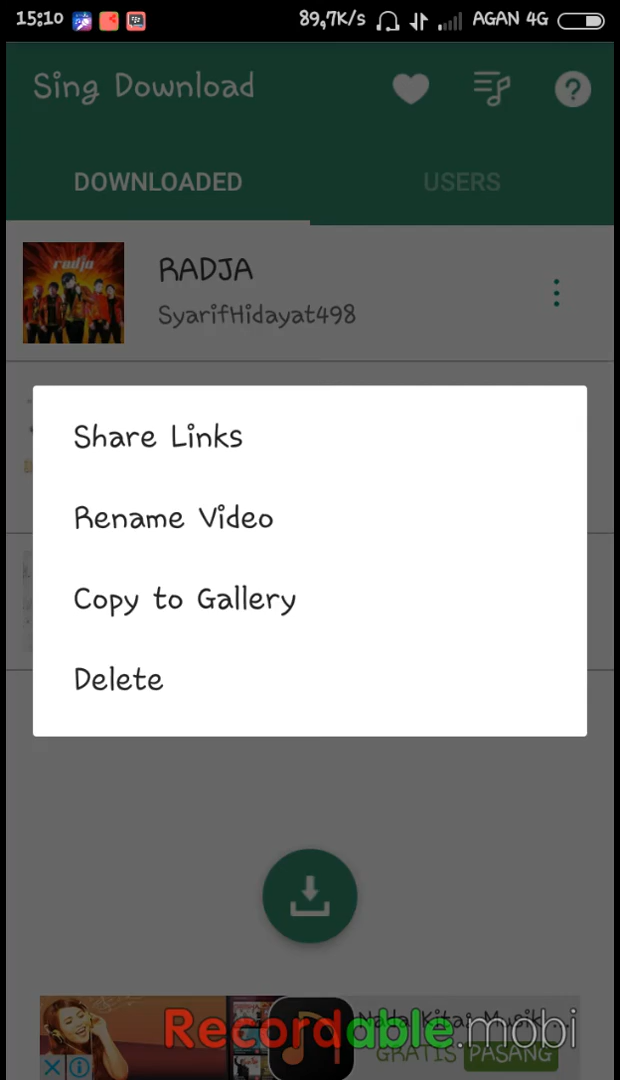 15:10 89,7K/s AGAN 4G
Sing Download
DOWNLOADED USERS
radja
RADJA
SyarifHidayat498
Share Links
Rename Video
Copy to Gallery
Delete
Recordable.mobi
GRATIS PASANG